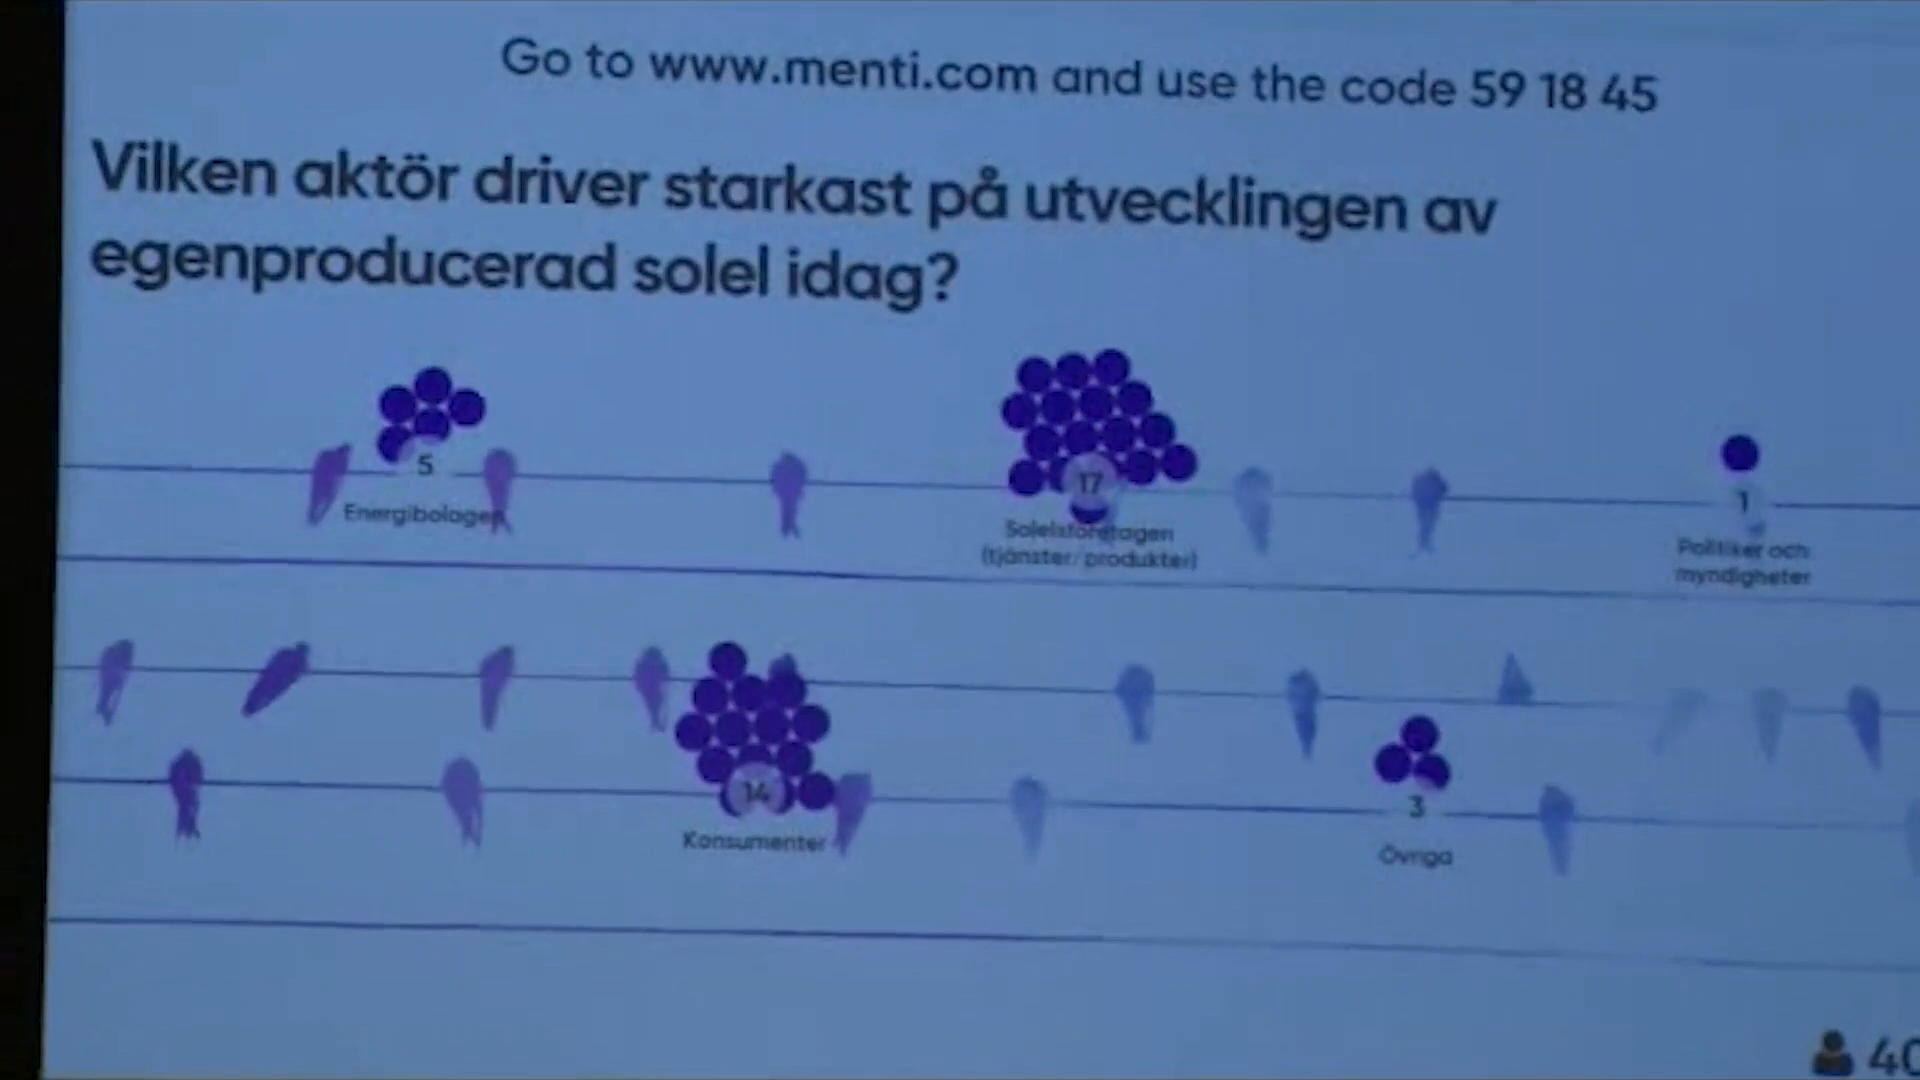 Go to www.menti.com and use the code 59 18 45
Vilken aktör driver starkast på utvecklingen av
egenproducerad solel idag?
5
Energibolagen
17
Solelsföretagen
(tjänster/produkter)
1
Politiker och
myndigheter
14
Konsumenter
3
Övriga
40